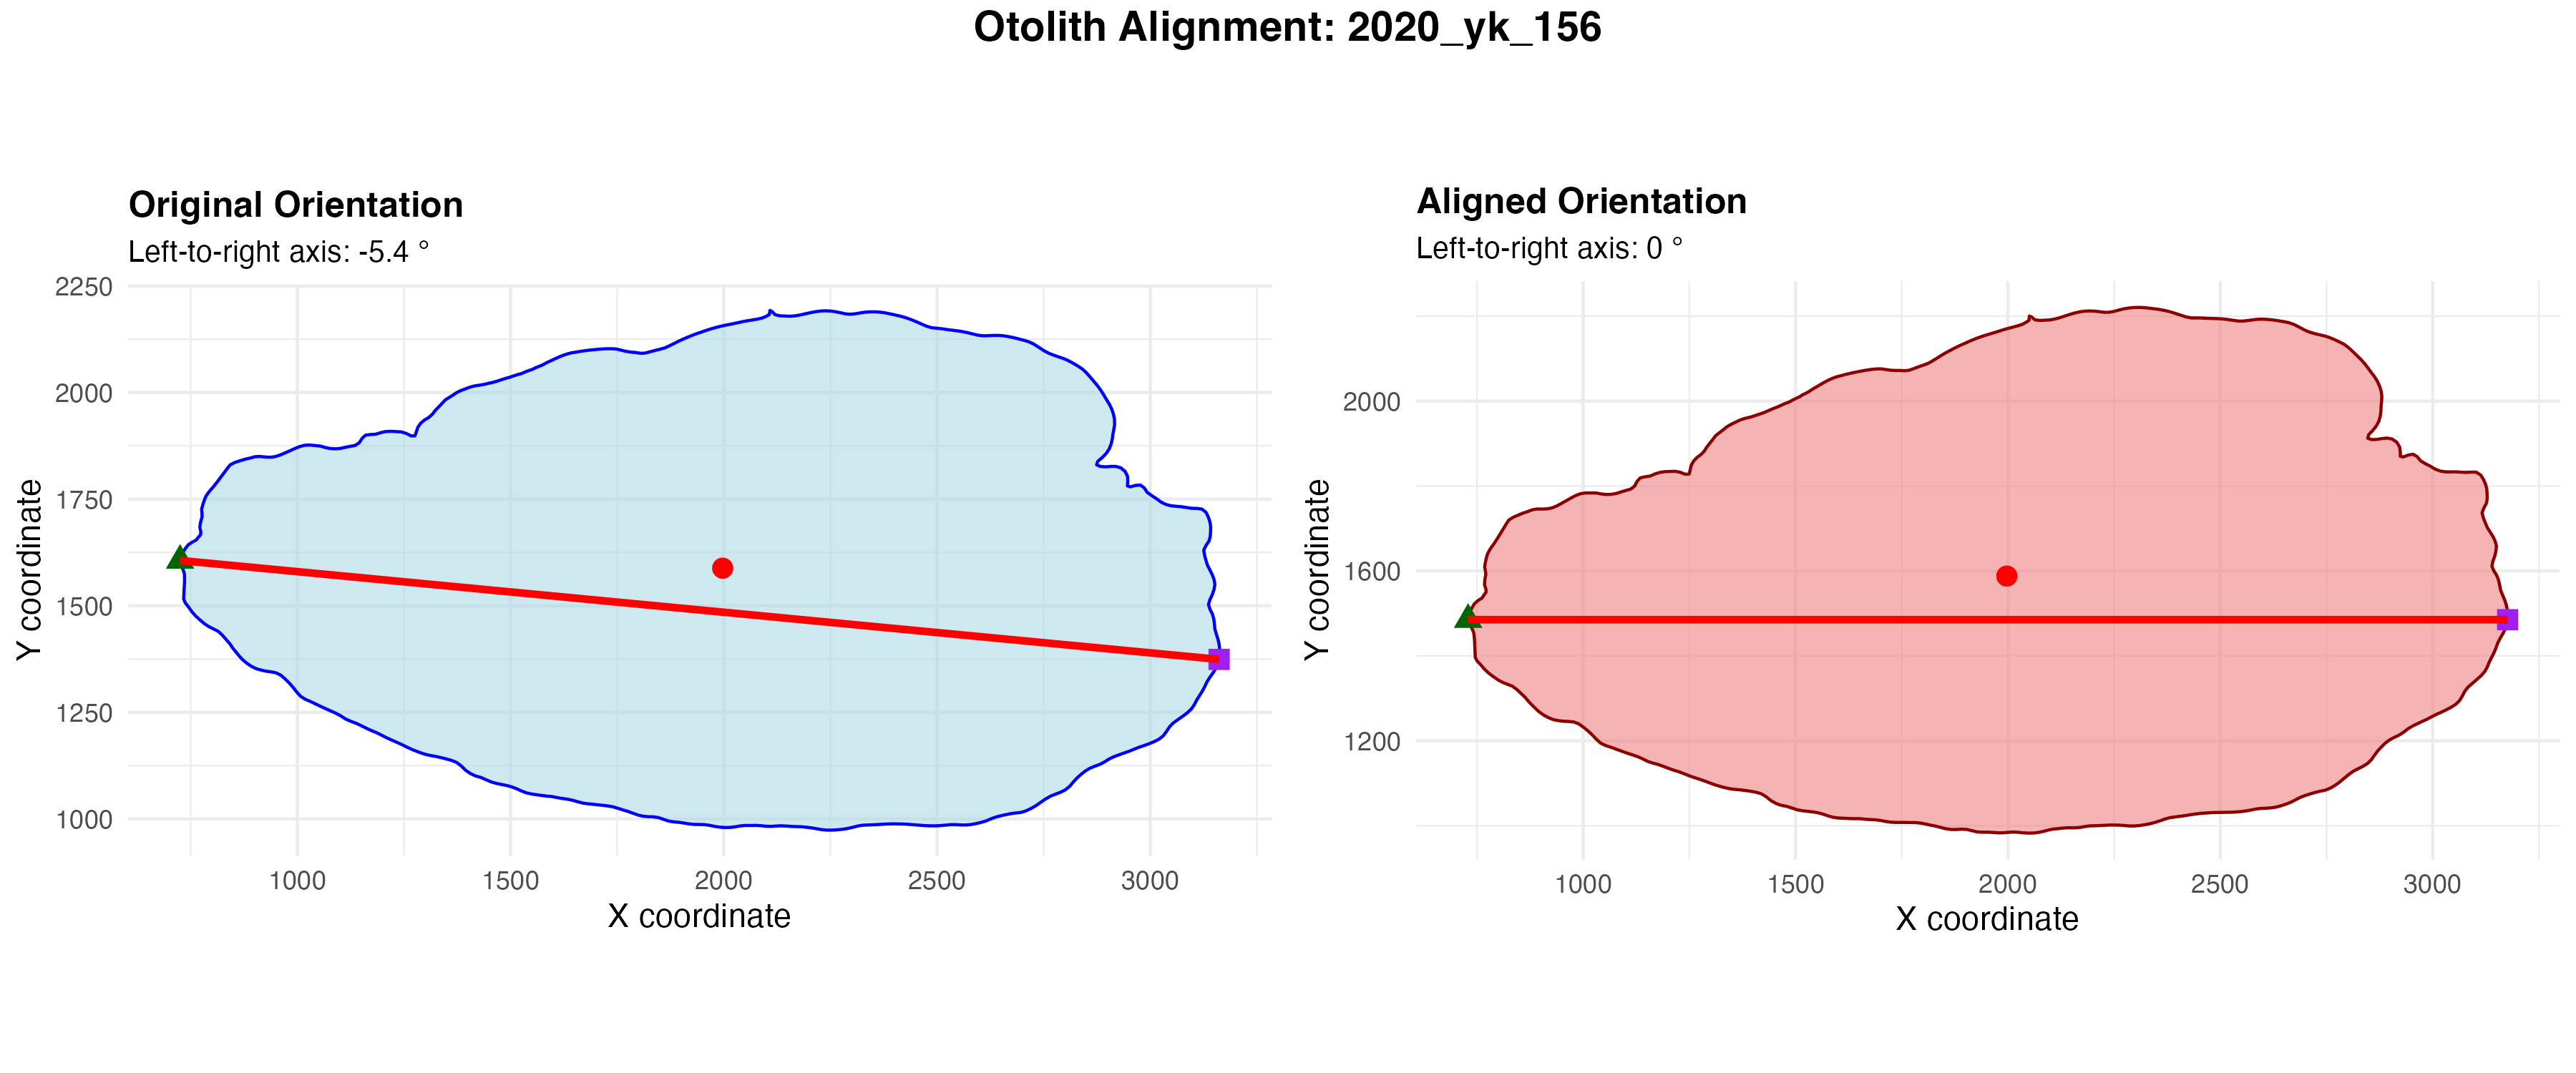 Otolith Alignment: 2020_yk_156
Original Orientation
Left-to-right axis: -5.4 °
2250
2000
1750
1500
1250
1000
Y coordinate
1000 1500 2000 2500 3000
X coordinate
Aligned Orientation
Left-to-right axis: 0 °
2000
1600
1200
Y coordinate
1000 1500 2000 2500 3000
X coordinate